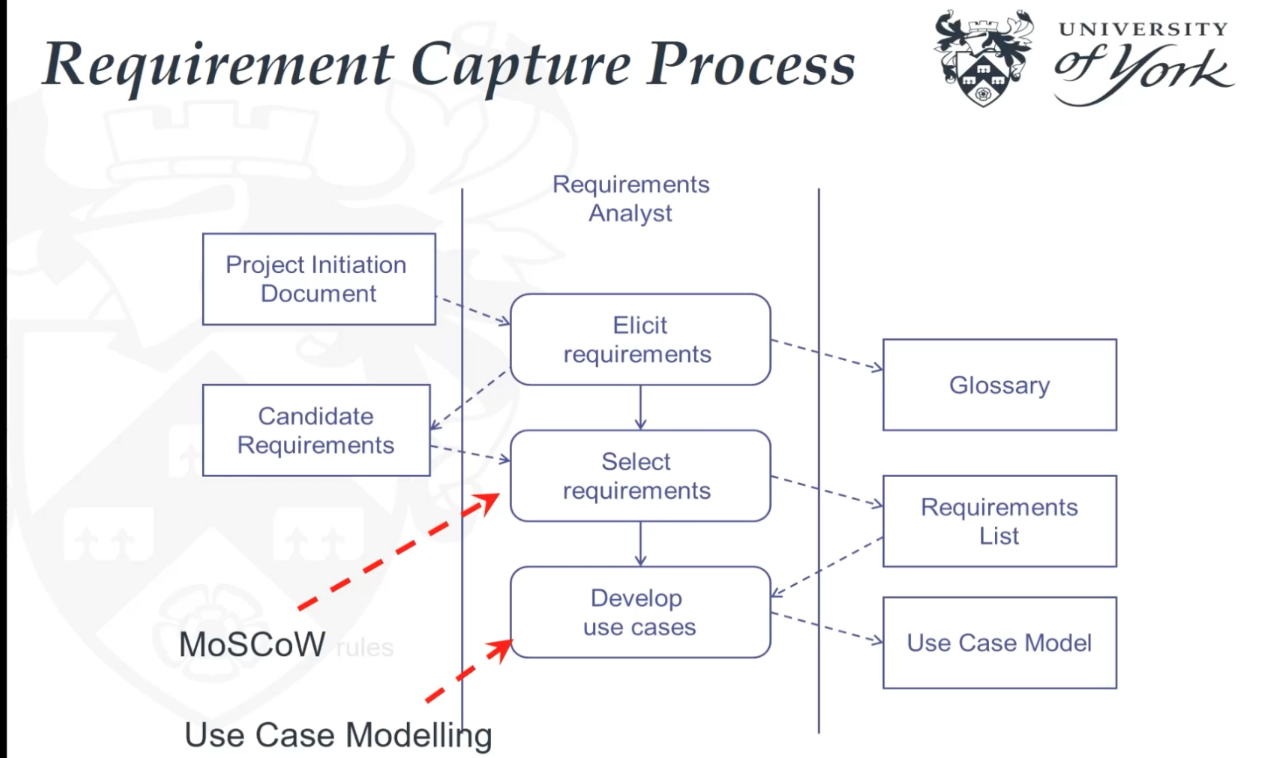 Requirement Capture Process
UNIVERSITY
of York
Requirements
Analyst
Project Initiation
Document
Elicit
requirements
Glossary
Candidate
Requirements
Select
requirements
Requirements
List
Develop
use cases
Use Case Model
MoSCoW rules
Use Case Modelling